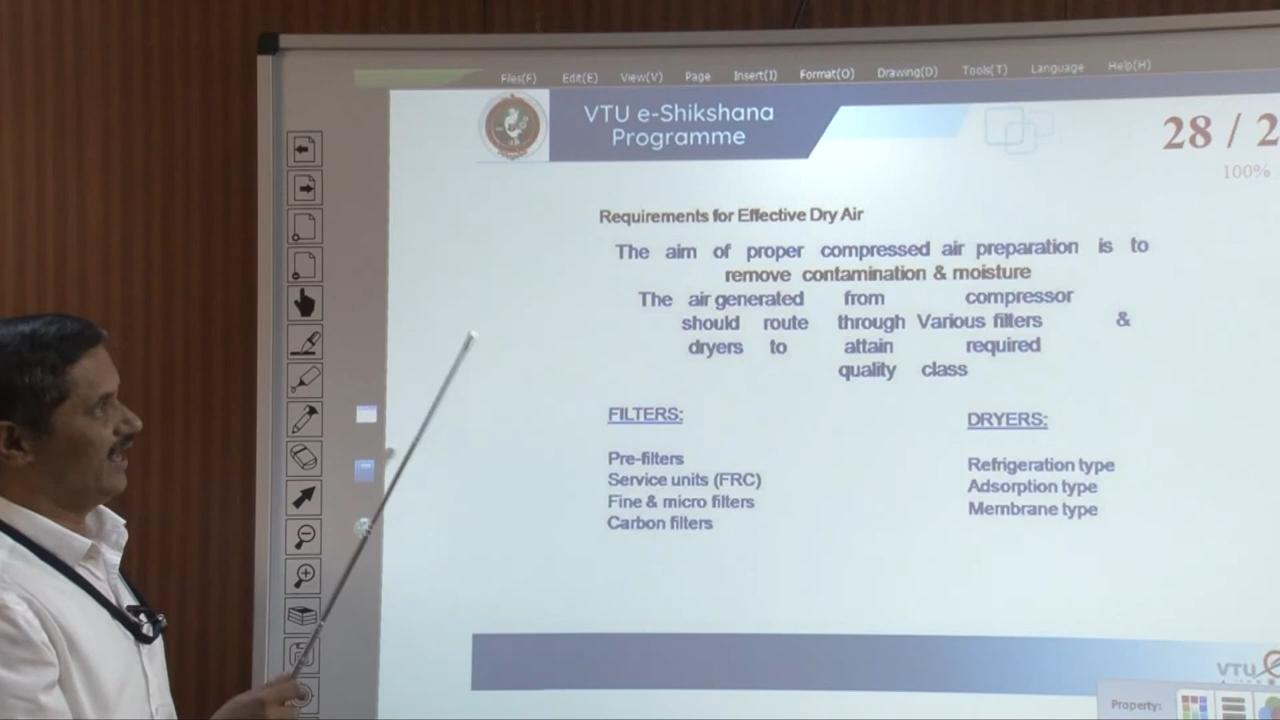 Files(F) Edit(E) View(V) Page Insert(I) Format(O) Drawing(D) Tools(T) Language Help(H)
VTU e-Shikshana
Programme
28 / 2
100%
Requirements for Effective Dry Air
The aim of proper compressed air preparation is to
remove contamination & moisture
The air generated from compressor
should route through Various filters &
dryers to attain required
quality class
FILTERS:
Pre-filters
Service units (FRC)
Fine & micro filters
Carbon filters
DRYERS:
Refrigeration type
Adsorption type
Membrane type
VTU
Property: